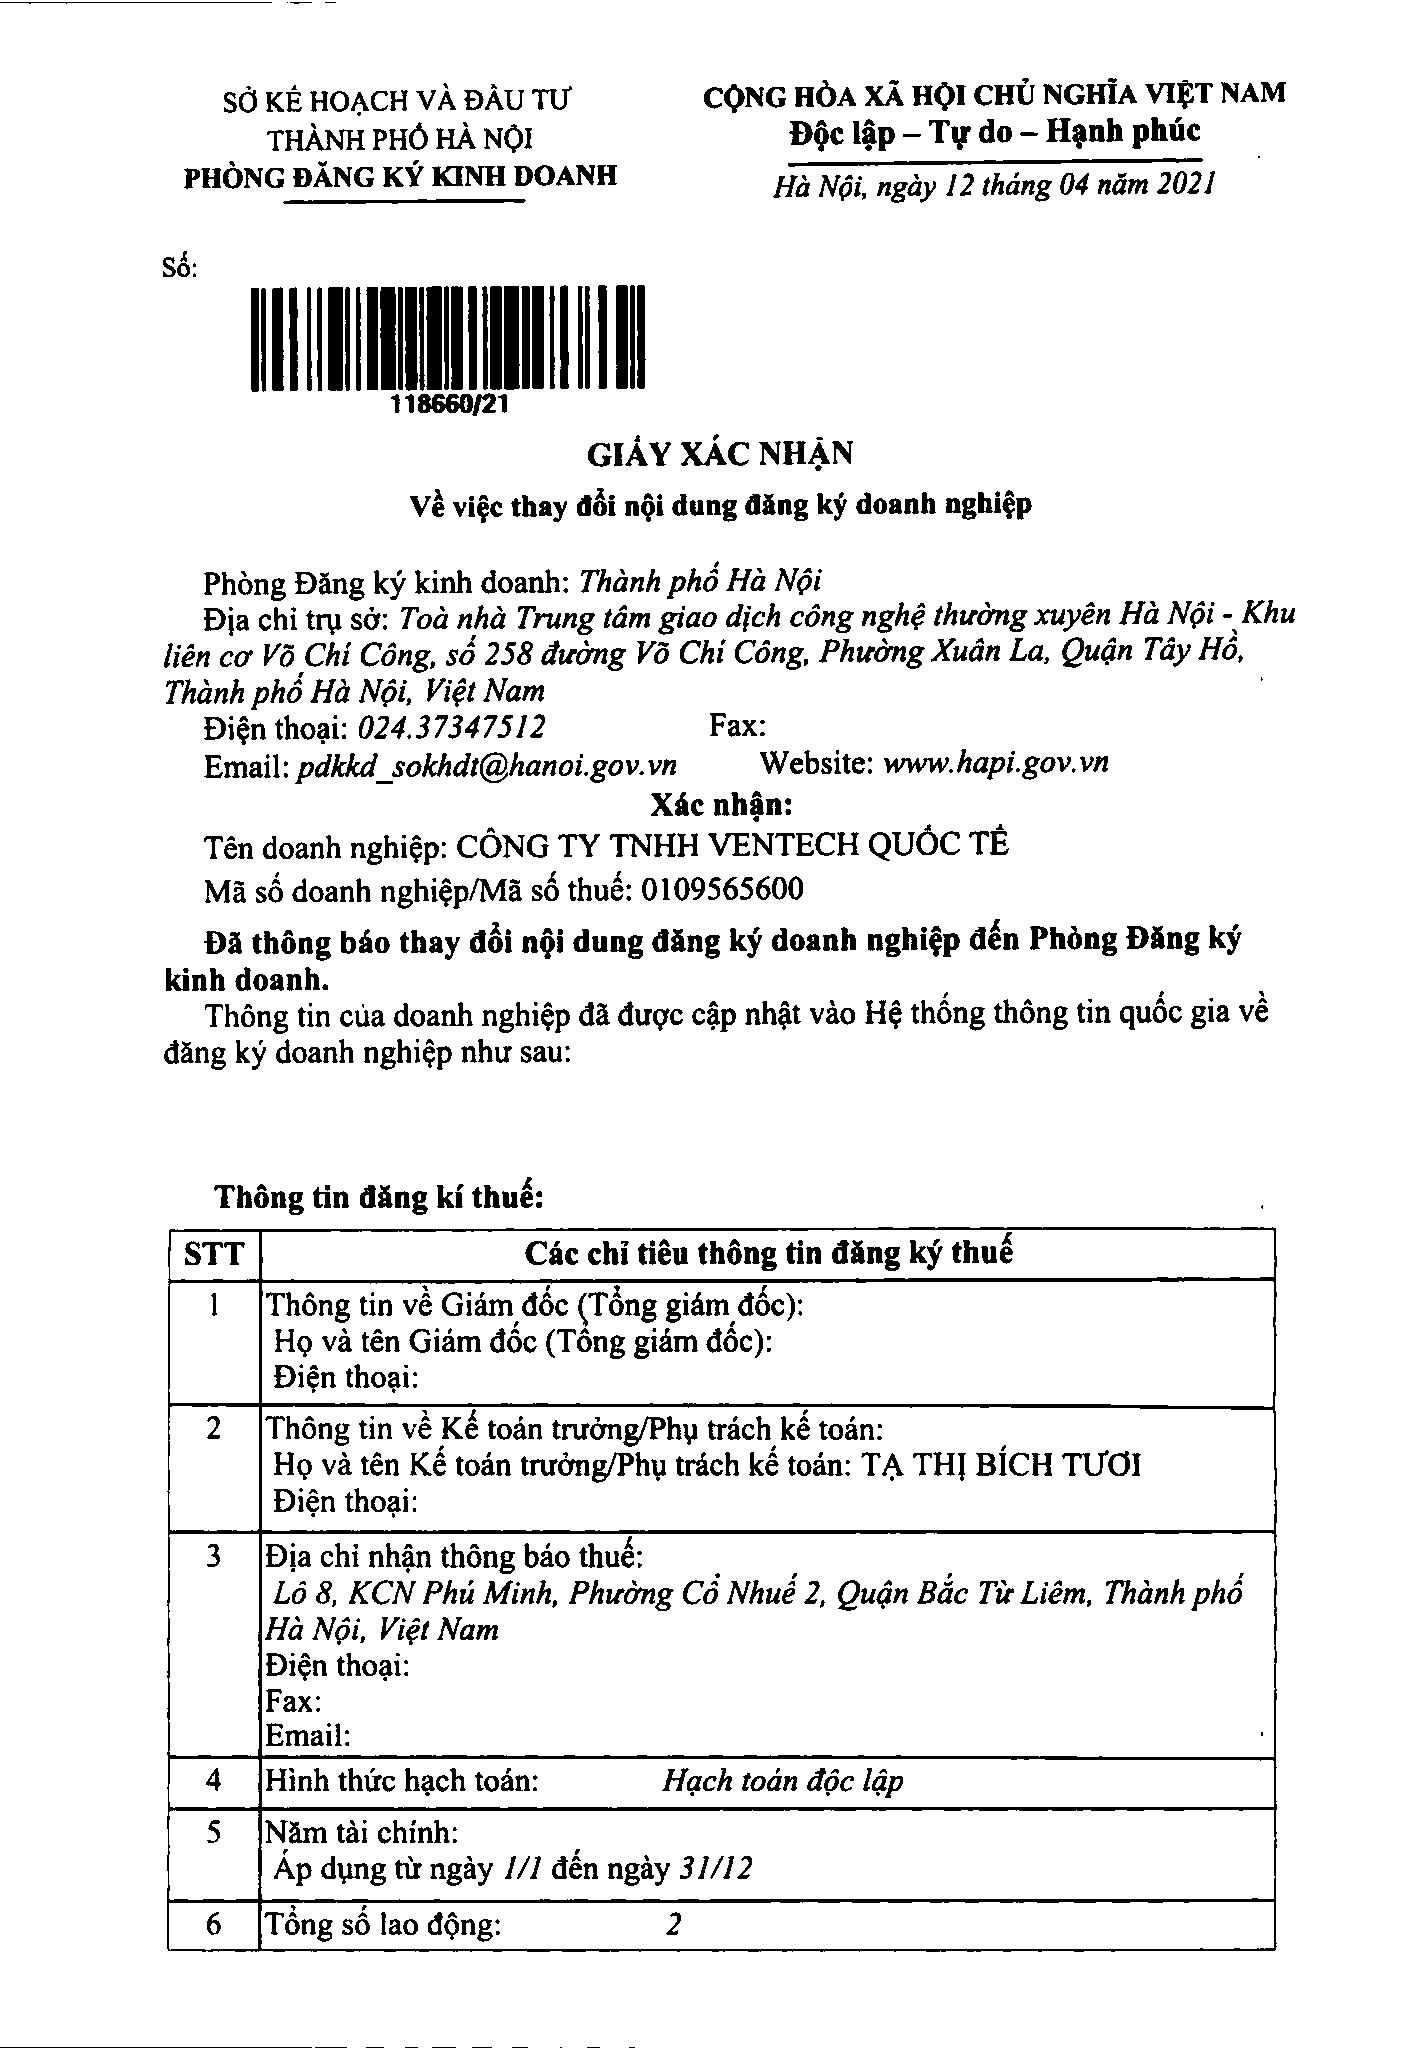 SỞ KẾ HOẠCH VÀ ĐẦU TƯ
THÀNH PHỐ HÀ NỘI
PHÒNG ĐĂNG KÝ KINH DOANH
CỘNG HÒA XÃ HỘI CHỦ NGHĨA VIỆT NAM
Độc lập – Tự do – Hạnh phúc
Hà Nội, ngày 12 tháng 04 năm 2021
Số:
118660/21
GIẤY XÁC NHẬN
Về việc thay đổi nội dung đăng ký doanh nghiệp
Phòng Đăng ký kinh doanh: Thành phố Hà Nội
Địa chỉ trụ sở: Toà nhà Trung tâm giao dịch công nghệ thường xuyên Hà Nội - Khu
liên cơ Võ Chí Công, số 258 đường Võ Chí Công, Phường Xuân La, Quận Tây Hồ,
Thành phố Hà Nội, Việt Nam
Điện thoại: 024.37347512 Fax:
Email: pdkkd_sokhdt@hanoi.gov.vn Website: www.hapi.gov.vn
Xác nhận:
Tên doanh nghiệp: CÔNG TY TNHH VENTECH QUỐC TẾ
Mã số doanh nghiệp/Mã số thuế: 0109565600
Đã thông báo thay đổi nội dung đăng ký doanh nghiệp đến Phòng Đăng ký
kinh doanh.
Thông tin của doanh nghiệp đã được cập nhật vào Hệ thống thông tin quốc gia về
đăng ký doanh nghiệp như sau:
Thông tin đăng kí thuế:
STT Các chỉ tiêu thông tin đăng ký thuế
1 Thông tin về Giám đốc (Tổng giám đốc):
Họ và tên Giám đốc (Tổng giám đốc):
Điện thoại:
2 Thông tin về Kế toán trưởng/Phụ trách kế toán:
Họ và tên Kế toán trưởng/Phụ trách kế toán: TẠ THỊ BÍCH TƯƠI
Điện thoại:
3 Địa chỉ nhận thông báo thuế:
Lô 8, KCN Phú Minh, Phường Cổ Nhuế 2, Quận Bắc Từ Liêm, Thành phố
Hà Nội, Việt Nam
Điện thoại:
Fax:
Email:
4 Hình thức hạch toán: Hạch toán độc lập
5 Năm tài chính:
Áp dụng từ ngày 1/1 đến ngày 31/12
6 Tổng số lao động: 2